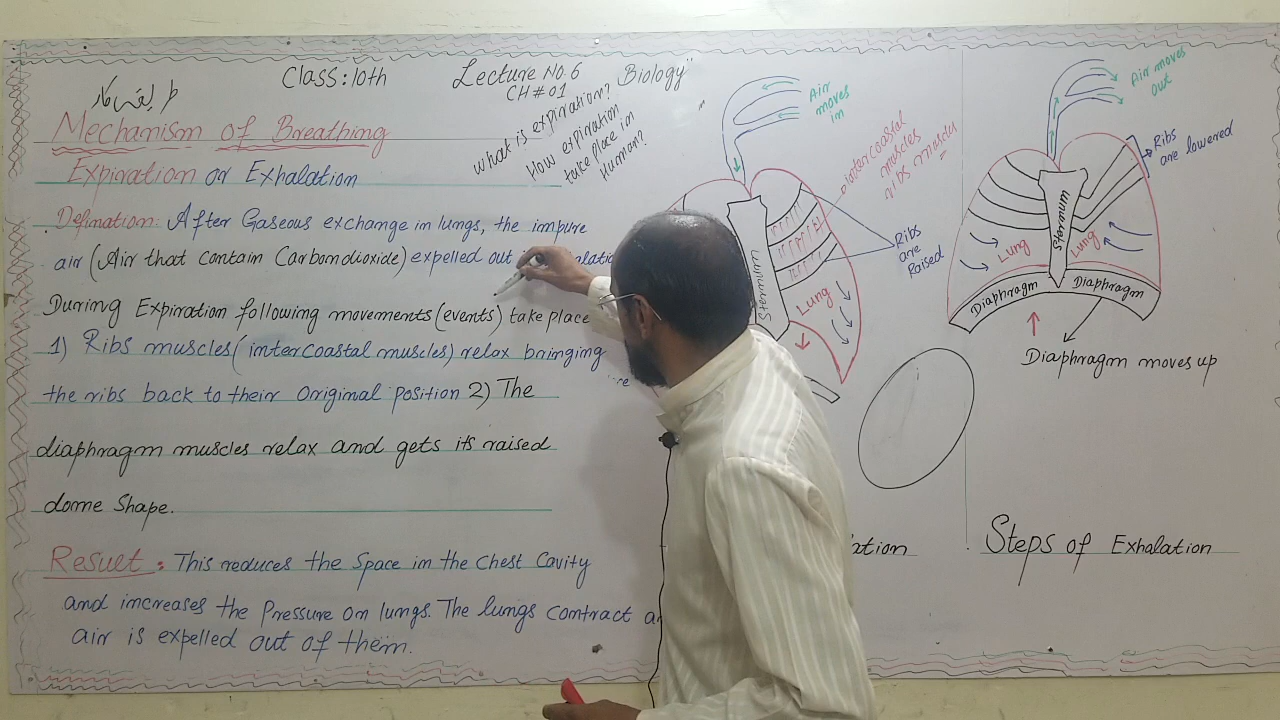 Class: 10th
Lecture No. 6
CH # 01
"Biology"
Mechanism of Breathing
Expiration or Exhalation
What is expiration?
How expiration
take place in
human?
Defination: After Gaseous exchange in lungs, the impure
air (Air that contain Carbondioxide) expelled out
During Expiration following movements (events) take place
1) Ribs muscles (intercoastal muscles) relax bringing
the ribs back to their Original position 2) The
diaphragm muscles relax and gets its raised
dome Shape.
Result: This reduces the Space in the Chest Cavity
and increases the Pressure on lungs. The lungs contract
air is expelled out of them.
Air
moves
in
intercoastal
muscles
ribs muscles
Ribs
are
Raised
Sternum
Lung
Air moves
out
Ribs
are lowered
Sternum
Lung
Lung
Diaphragm
Diaphragm
Diaphragm moves up
Steps of Exhalation